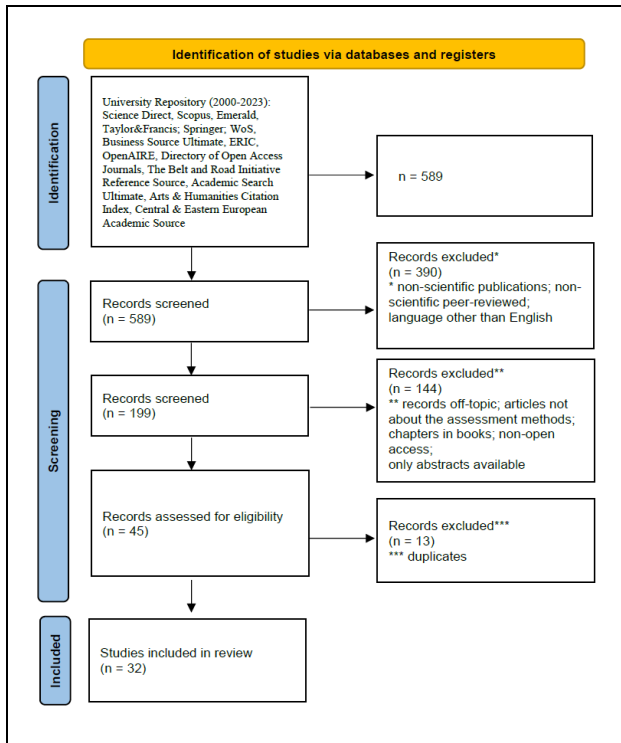 Identification of studies via databases and registers
Identification
University Repository (2000-2023):
Science Direct, Scopus, Emerald,
Taylor&Francis; Springer; WoS,
Business Source Ultimate, ERIC,
OpenAIRE, Directory of Open Access
Journals, The Belt and Road Initiative
Reference Source, Academic Search
Ultimate, Arts & Humanities Citation
Index, Central & Eastern European
Academic Source
n = 589
Screening
Records screened
(n = 589)
Records excluded*
(n = 390)
* non-scientific publications; non-
scientific peer-reviewed;
language other than English
Records screened
(n = 199)
Records excluded**
(n = 144)
** records off-topic; articles not
about the assessment methods;
chapters in books; non-open
access;
only abstracts available
Records assessed for eligibility
(n = 45)
Records excluded***
(n = 13)
*** duplicates
Included
Studies included in review
(n = 32)